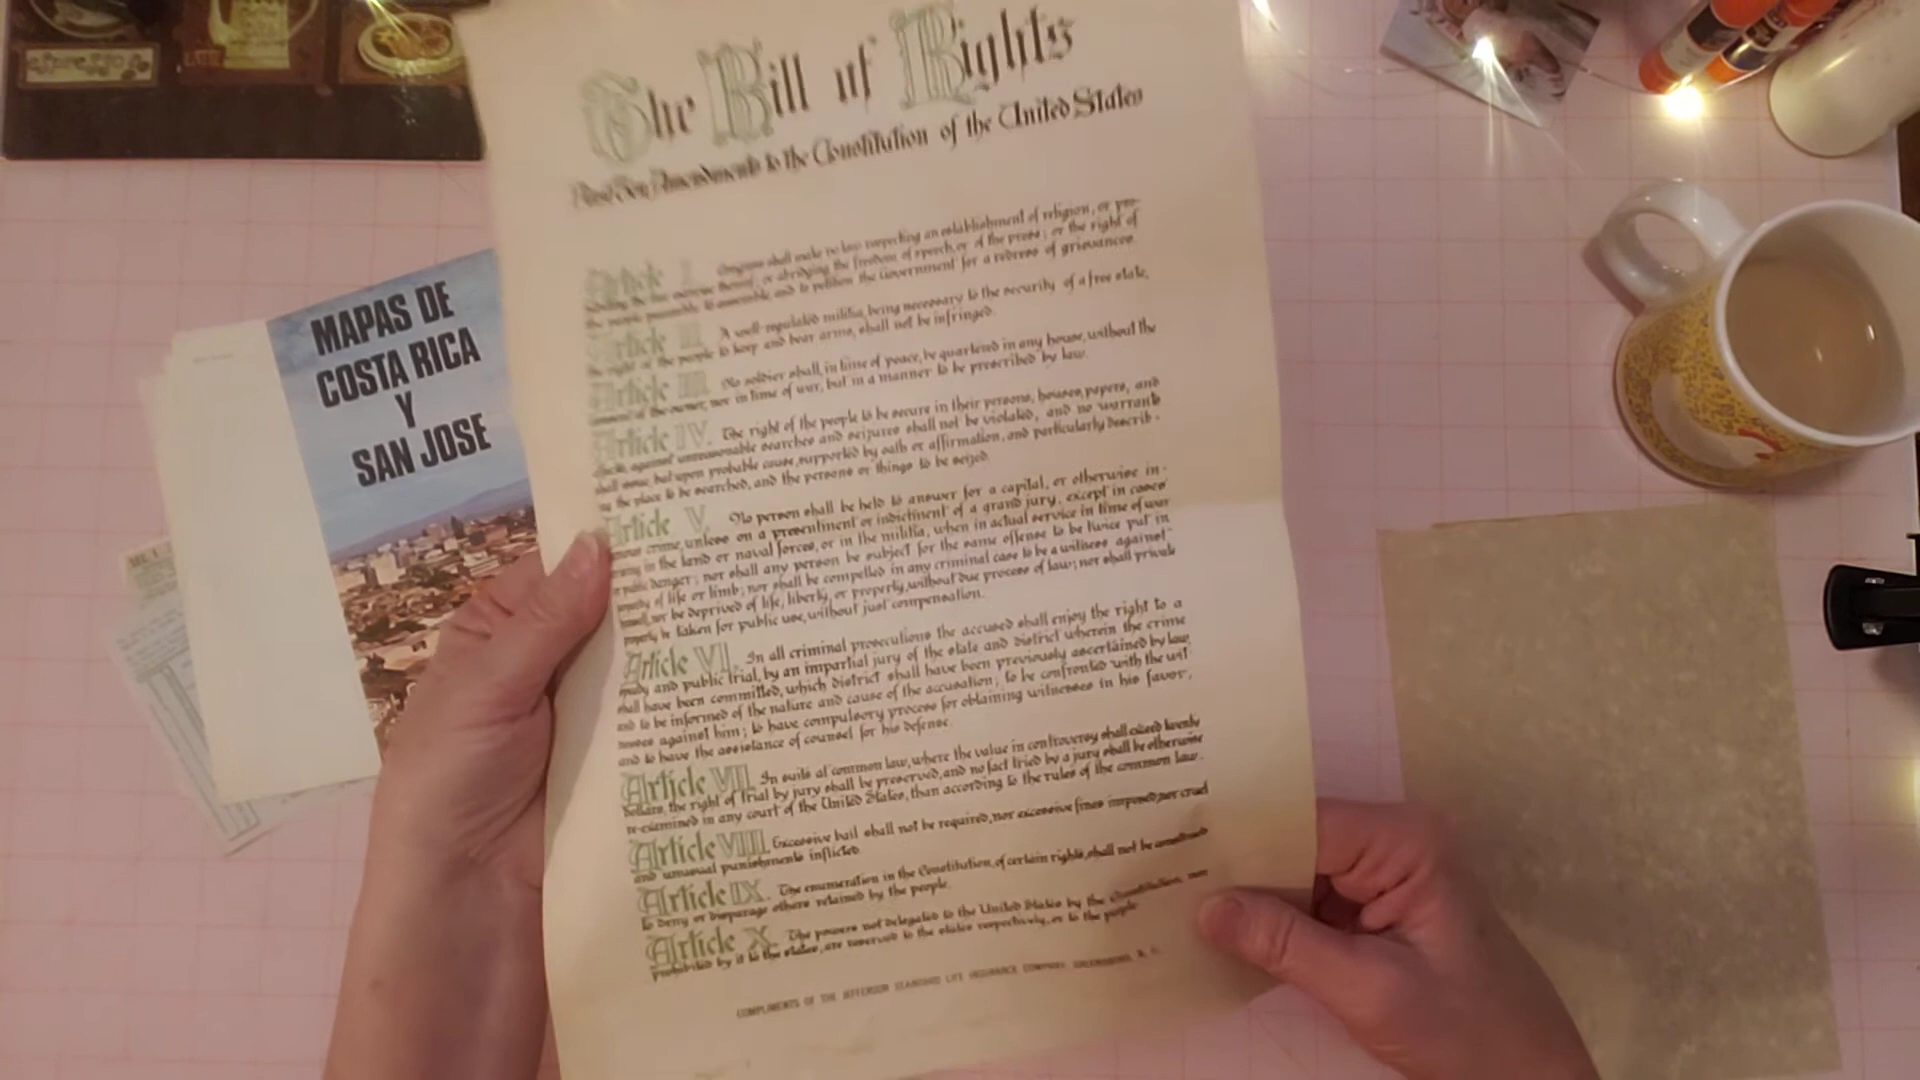 The Bill of Rights
First Ten Amendments to the Constitution of the United States
Article I. Congress shall make no law respecting an establishment of religion, or pro-
hibiting the free exercise thereof; or abridging the freedom of speech, or of the press; or the right of
the people peaceably to assemble, and to petition the Government for a redress of grievances.
Article II. A well-regulated militia, being necessary to the security of a free state,
the right of the people to keep and bear arms, shall not be infringed.
Article III. No soldier shall, in time of peace, be quartered in any house, without the
consent of the owner, nor in time of war, but in a manner to be prescribed by law.
Article IV. The right of the people to be secure in their persons, houses, papers, and
effects, against unreasonable searches and seizures shall not be violated, and no warrants
shall issue, but upon probable cause, supported by oath or affirmation, and particularly describ-
ing the place to be searched, and the persons or things to be seized.
Article V. No person shall be held to answer for a capital, or otherwise in-
famous crime, unless on a presentment or indictment of a grand jury, except in cases
arising in the land or naval forces, or in the militia, when in actual service in time of war
or public danger; nor shall any person be subject for the same offense to be twice put in
jeopardy of life or limb; nor shall be compelled in any criminal case to be a witness against
himself, nor be deprived of life, liberty, or property, without due process of law; nor shall private
property be taken for public use, without just compensation.
Article VI. In all criminal prosecutions the accused shall enjoy the right to a
speedy and public trial, by an impartial jury of the state and district wherein the crime
shall have been committed, which district shall have been previously ascertained by law,
and to be informed of the nature and cause of the accusation; to be confronted with the wit-
nesses against him; to have compulsory process for obtaining witnesses in his favor,
and to have the assistance of counsel for his defense.
Article VII. In suits at common law, where the value in controversy shall exceed twenty
dollars, the right of trial by jury shall be preserved, and no fact tried by a jury shall be otherwise
re-examined in any court of the United States, than according to the rules of the common law.
Article VIII. Excessive bail shall not be required, nor excessive fines imposed, nor cruel
and unusual punishments inflicted.
Article IX. The enumeration in the Constitution, of certain rights, shall not be construed
to deny or disparage others retained by the people.
Article X. The powers not delegated to the United States by the Constitution, nor
prohibited by it to the states, are reserved to the states respectively, or to the people.
COMPLIMENTS OF THE JEFFERSON STANDARD LIFE INSURANCE COMPANY, GREENSBORO, N. C.
MAPAS DE
COSTA RICA
Y
SAN JOSE